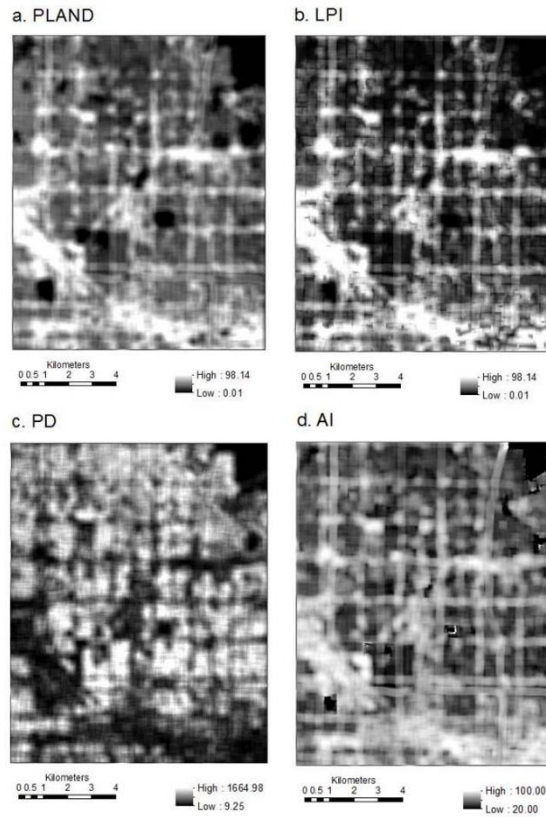 a. PLAND
b. LPI
Kilometers
0 0.5 1 2 3 4
High : 98.14
Low : 0.01
Kilometers
0 0.5 1 2 3 4
High : 98.14
Low : 0.01
c. PD
d. AI
Kilometers
0 0.5 1 2 3 4
High : 1664.98
Low : 9.25
Kilometers
0 0.5 1 2 3 4
High : 100.00
Low : 20.00